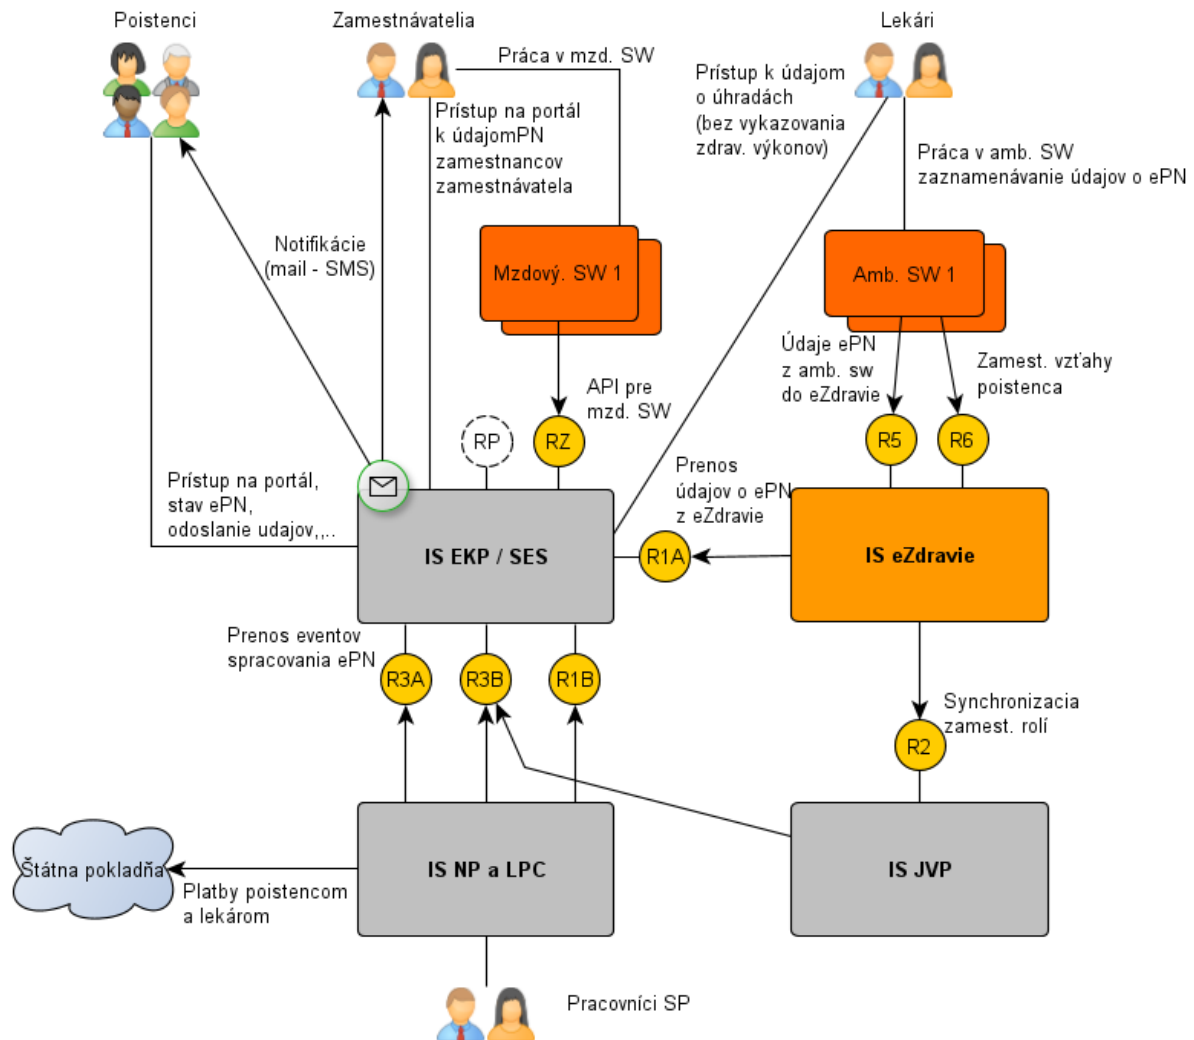 Poistenci
Zamestnávatelia
Lekári
Práca v mzd. SW
Prístup k údajom
o úhradách
(bez vykazovania
zdrav. výkonov)
Prístup na portál
k údajomPN
zamestnancov
zamestnávatela
Práca v amb. SW
zaznamenávanie údajov o ePN
Notifikácie
(mail - SMS)
Mzdový. SW 1
Amb. SW 1
Údaje ePN
z amb. sw
do eZdravie
Zamest. vzťahy
poistenca
API pre
mzd. SW
RP
RZ
R5
R6
Prístup na portál,
stav ePN,
odoslanie udajov,,..
Prenos
údajov o ePN
z eZdravie
IS EKP / SES
R1A
IS eZdravie
Prenos eventov
spracovania ePN
R3A
R3B
R1B
Synchronizacia
zamest. rolí
R2
Štátna pokladňa
Platby poistencom
a lekárom
IS NP a LPC
IS JVP
Pracovníci SP